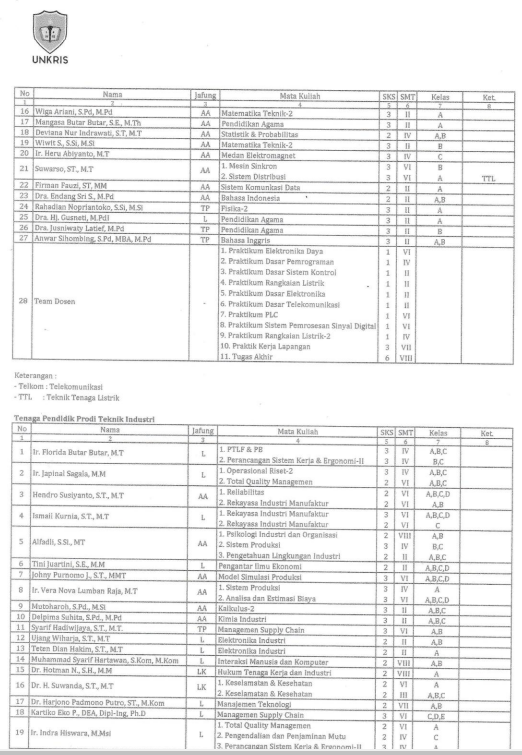 UNKRIS
No Nama Jafung Mata Kuliah SKS SMT Kelas Ket.
1 2 3 4 5 6 7 8
16 Wiga Ariani, S.Pd, M.Pd AA Matematika Teknik-2 3 II A
17 Mangasa Butar Butar, S.E, M.Th AA Pendidikan Agama 3 II A
18 Deviana Nur Indrawati, S.T, M.T AA Statistik & Probabilitas 2 IV A,B
19 Wiwit S., S.Si, M.Si AA Matematika Teknik-2 3 II B
20 Ir. Heru Abiyanto, M.T AA Medan Elektromagnet 3 IV C
21 Suwarso, ST., M.T AA 1. Mesin Sinkron 3 VI B
2. Sistem Distribusi 3 VI A TTL
22 Firman Fauzi, ST, MM AA Sistem Komunikasi Data 2 II A
23 Dra. Endang Sri S., M.Pd AA Bahasa Indonesia 2 II A,B
24 Rahadian Noprianto, S.Si, M.Si TP Fisika-2 3 II A
25 Dra. Hj. Gusneti, M.PdI L Pendidikan Agama 3 II A
26 Dra. Jusniwaty Latief, M.Pd TP Pendidikan Agama 3 II B
27 Anwar Sihombing, S.Pd, MBA, M.Pd TP Bahasa Inggris 3 II A,B
28 Team Dosen - 1. Praktikum Elektronika Daya 1 VI
2. Praktikum Dasar Pemrograman 1 IV
3. Praktikum Dasar Sistem Kontrol 1 II
4. Praktikum Rangkaian Listrik 1 II
5. Praktikum Dasar Elektronika 1 II
6. Praktikum Dasar Telekomunikasi 1 II
7. Praktikum PLC 1 VI
8. Praktikum Sistem Pemrosesan Sinyal Digital 1 VI
9. Praktikum Rangkaian Listrik-2 1 IV
10. Praktik Kerja Lapangan 3 VII
11. Tugas Akhir 6 VIII
Keterangan :
- Telkom : Telekomunikasi
- TTL : Teknik Tenaga Listrik
Tenaga Pendidik Prodi Teknik Industri
No Nama Jafung Mata Kuliah SKS SMT Kelas Ket.
1 2 3 4 5 6 7 8
1 Ir. Florida Butar Butar, M.T L 1. PTLF & PB 3 IV A,B,C
2. Perancangan Sistem Kerja & Ergonomi-II 3 IV B,C
2 Ir. Japinal Sagala, M.M L 1. Operasional Riset-2 3 IV A,B,C
2. Total Quality Managemen 2 VI A,B,C
3 Hendro Susiyanto, S.T., M.T AA 1. Reliabilitas 2 VI A,B,C,D
2. Rekayasa Industri Manufaktur 2 VI A,B
4 Ismail Kurnia, S.T., M.T L 1. Rekayasa Industri Manufaktur 3 VI A,B,C,D
2. Rekayasa Industri Manufaktur 2 VI C
5 Alfadli, S.Si., MT AA 1. Psikologi Industri dan Organisasi 2 VIII A,B
2. Sistem Produksi 3 IV B,C
3. Pengetahuan Lingkungan Industri 2 II A,B,C
6 Tini Juartini, S.E., M.M L Pengantar Ilmu Ekonomi 2 II A,B,C,D
7 Johny Purnomo J., S.T., MMT AA Model Simulasi Produksi 3 VI A,B,C,D
8 Ir. Vera Nova Lumban Raja, M.T AA 1. Sistem Produksi 3 IV A
2. Analisa dan Estimasi Biaya 3 VI A,B,C,D
9 Mutoharoh, S.Pd., M.Si AA Kalkulus-2 3 II A,B,C
10 Delpima Suhita, S.Pd., M.Pd AA Kimia Industri 3 II A,B,C
11 Syarif Hadiwijaya, S.T., M.T. TP Managemen Supply Chain 3 VI A,B
12 Ujang Wiharja, S.T., M.T L Elektronika Industri 2 II A,B
13 Teten Dian Hakim, S.T., M.T L Elektronika Industri 2 II A
14 Muhammad Syarif Hartawan, S.Kom, M.Kom L Interaksi Manusia dan Komputer 2 VIII A,B
15 Dr. Hotman N., S.H., M.M LK Hukum Tenaga Kerja dan Industri 2 VIII A
16 Dr. H. Suwanda, S.T., M.T LK 1. Keselamatan & Kesehatan 2 VI A
2. Keselamatan & Kesehatan 2 III A,B,C
17 Dr. Harjono Padmono Putro, ST., M.Kom L Manajemen Teknologi 2 VII A,B
18 Kartiko Eko P., DEA, Dipl-Ing, Ph.D L Managemen Supply Chain 3 VI C,D,E
19 Ir. Indra Hiswara, M.Msi L 1. Total Quality Managemen 2 VI A
2. Pengendalian dan Penjaminan Mutu 2 IV C
3. Perancangan Sistem Kerja & Ergonomi-II 3 IV A